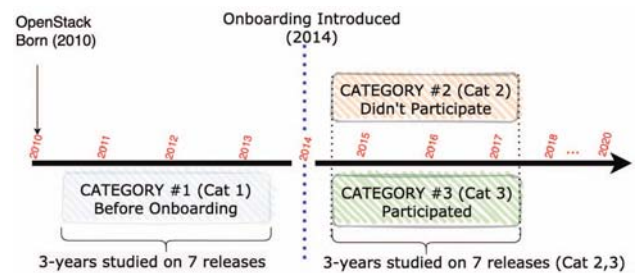 OpenStack
Born (2010)
Onboarding Introduced
(2014)
CATEGORY #2 (Cat 2)
Didn't Participate
2010
2011
2012
2013
2014
2015
2016
2017
2018
...
2020
CATEGORY #1 (Cat 1)
Before Onboarding
CATEGORY #3 (Cat 3)
Participated
3-years studied on 7 releases
3-years studied on 7 releases (Cat 2,3)